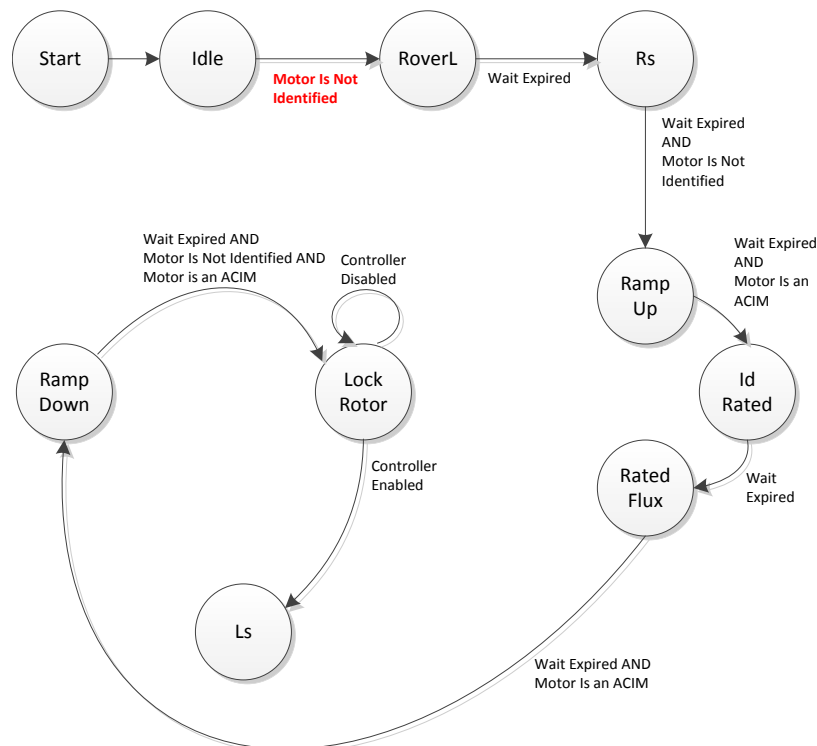 Start
Idle
Motor Is Not
Identified
RoverL
Wait Expired
Rs
Wait Expired
AND
Motor Is Not
Identified
Ramp
Up
Wait Expired
AND
Motor Is an
ACIM
Id
Rated
Wait
Expired
Rated
Flux
Wait Expired AND
Motor Is an ACIM
Ramp
Down
Wait Expired AND
Motor Is Not Identified AND
Motor is an ACIM
Controller
Disabled
Lock
Rotor
Controller
Enabled
Ls